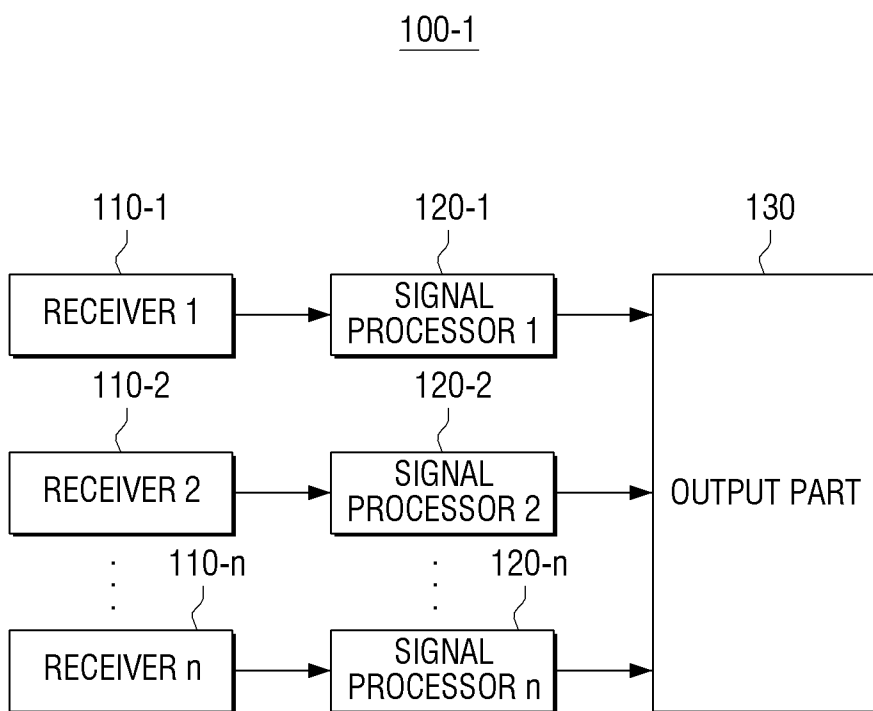 100-1
110-1
120-1
130
RECEIVER 1
SIGNAL
PROCESSOR 1
110-2
120-2
RECEIVER 2
SIGNAL
PROCESSOR 2
OUTPUT PART
110-n
120-n
RECEIVER n
SIGNAL
PROCESSOR n